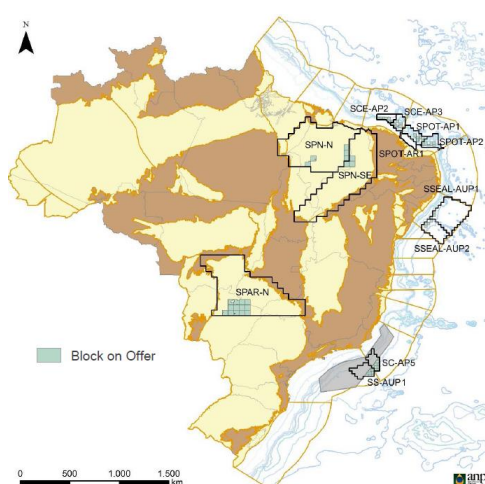 N
SCE-AP2
SCE-AP3
SPOT-AP1
SPN-N
SPOT-AP2
SPOT-AR1
SPN-SE
SSEAL-AUP1
SSEAL-AUP2
SPAR-N
Block on Offer
SC-AP5
SS-AUP1
0 500 1.000 1.500
km
anp